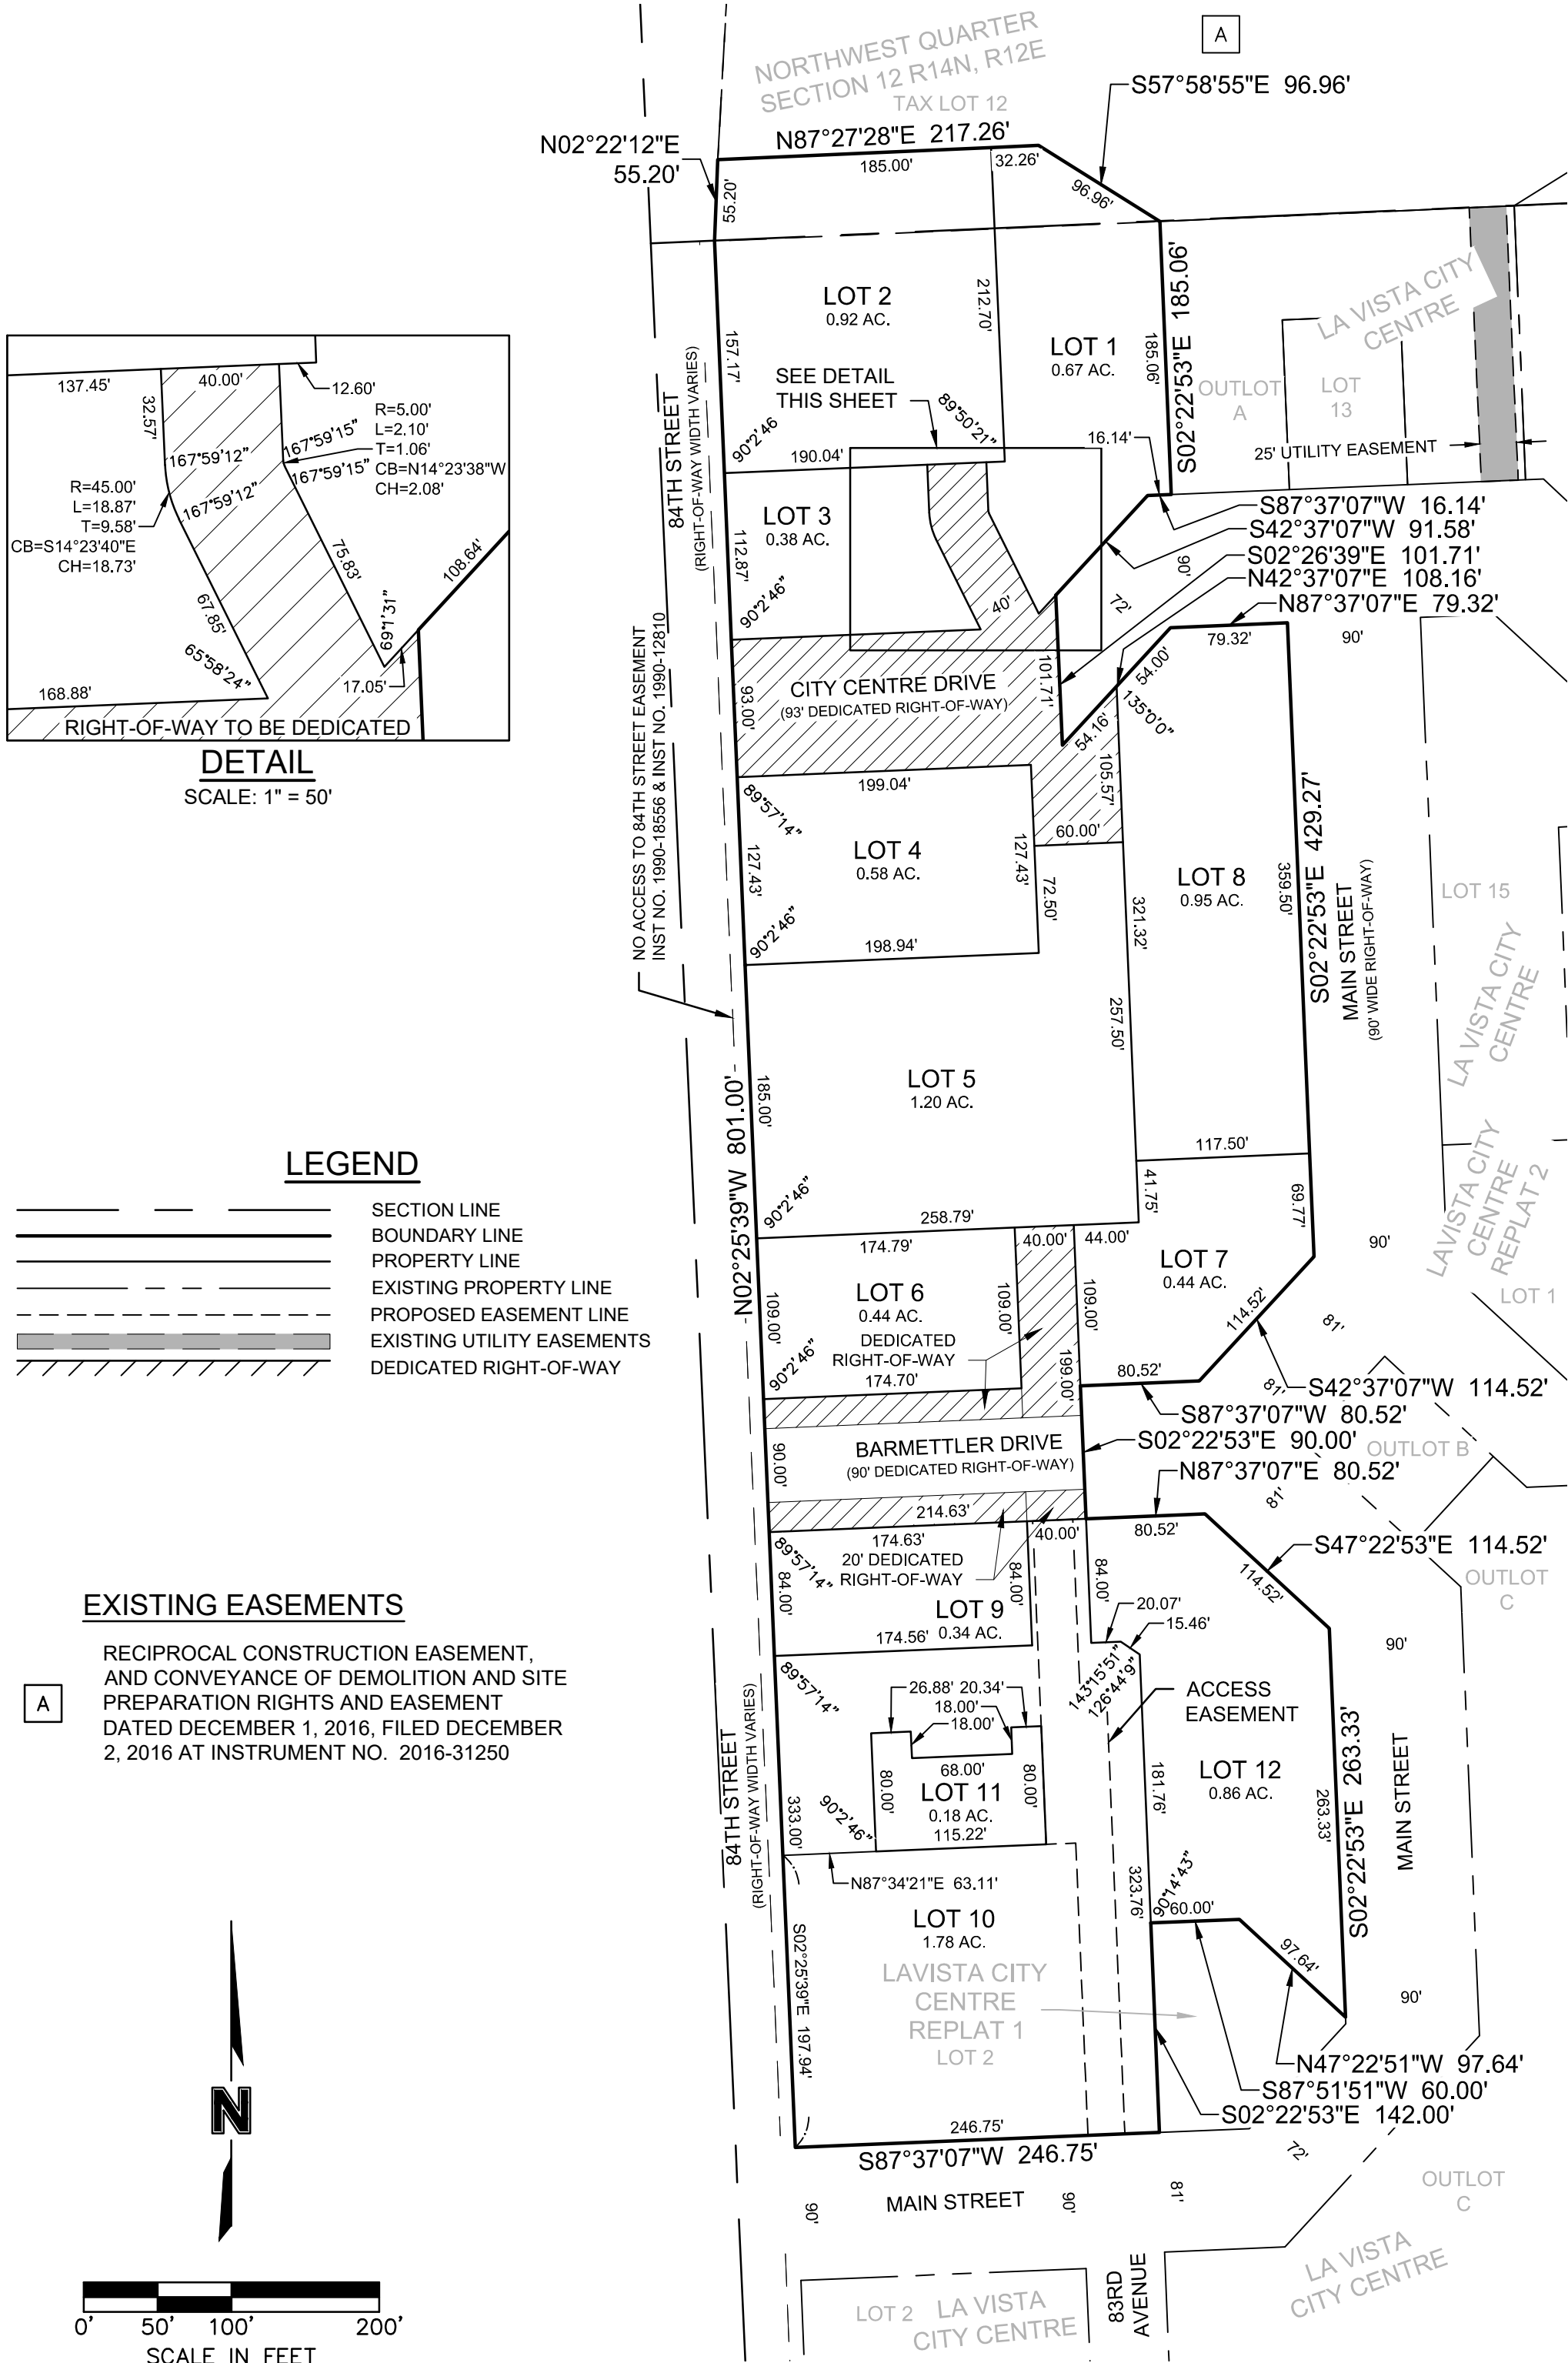 A
NORTHWEST QUARTER
SECTION 12 R14N, R12E
TAX LOT 12
S57°58'55"E 96.96'
N02°22'12"E
55.20'
N87°27'28"E 217.26'
185.00'
32.26'
96.96'
55.20'
LOT 2
0.92 AC.
212.70'
157.17'
LOT 1
0.67 AC.
185.06'
S02°22'53"E 185.06'
LA VISTA CITY
CENTRE
OUTLOT
A
LOT
13
25' UTILITY EASEMENT
SEE DETAIL
THIS SHEET
89°50'21"
90°2'46
190.04'
16.14'
84TH STREET
(RIGHT-OF-WAY WIDTH VARIES)
S87°37'07"W 16.14'
S42°37'07"W 91.58'
S02°26'39"E 101.71'
N42°37'07"E 108.16'
N87°37'07"E 79.32'
LOT 3
0.38 AC.
112.87'
90°2'46"
40'
90'
72'
79.32'
90'
54.00'
135°0'0"
54.16'
101.71'
105.57'
CITY CENTRE DRIVE
(93' DEDICATED RIGHT-OF-WAY)
93.00'
137.45'
40.00'
12.60'
32.57'
R=5.00'
L=2.10'
T=1.06'
CB=N14°23'38"W
CH=2.08'
167°59'15"
167°59'15"
167°59'12"
167°59'12"
R=45.00'
L=18.87'
T=9.58'
CB=S14°23'40"E
CH=18.73'
75.83'
108.64'
67.85'
69°1'31"
65°58'24"
17.05'
168.88'
RIGHT-OF-WAY TO BE DEDICATED
DETAIL
SCALE: 1" = 50'
NO ACCESS TO 84TH STREET EASEMENT
INST NO. 1990-18556 & INST NO. 1990-12810
199.04'
89°57'14"
60.00'
LOT 4
0.58 AC.
127.43'
127.43'
72.50'
90°2'46"
198.94'
LOT 8
0.95 AC.
321.32'
359.50'
S02°22'53"E 429.27'
MAIN STREET
(90' WIDE RIGHT-OF-WAY)
LOT 15
LA VISTA CITY
CENTRE
257.50'
LOT 5
1.20 AC.
185.00'
N02°25'39"W 801.00'
117.50'
41.75'
69.77'
90°2'46"
258.79'
LAVISTA CITY
CENTRE
REPLAT 2
LOT 1
90'
LEGEND
SECTION LINE
BOUNDARY LINE
PROPERTY LINE
EXISTING PROPERTY LINE
PROPOSED EASEMENT LINE
EXISTING UTILITY EASEMENTS
DEDICATED RIGHT-OF-WAY
174.79'
40.00'
44.00'
LOT 6
0.44 AC.
109.00'
109.00'
109.00'
LOT 7
0.44 AC.
114.52'
81'
DEDICATED
RIGHT-OF-WAY
199.00'
90°2'46"
174.70'
80.52'
81'
S42°37'07"W 114.52'
S87°37'07"W 80.52'
S02°22'53"E 90.00'
OUTLOT B
N87°37'07"E 80.52'
BARMETTLER DRIVE
(90' DEDICATED RIGHT-OF-WAY)
90.00'
214.63'
81'
174.63'
40.00'
80.52'
S47°22'53"E 114.52'
89°57'14"
20' DEDICATED
RIGHT-OF-WAY
84.00'
84.00'
84.00'
114.52'
OUTLOT
C
LOT 9
0.34 AC.
174.56'
20.07'
15.46'
90'
EXISTING EASEMENTS
A
RECIPROCAL CONSTRUCTION EASEMENT,
AND CONVEYANCE OF DEMOLITION AND SITE
PREPARATION RIGHTS AND EASEMENT
DATED DECEMBER 1, 2016, FILED DECEMBER
2, 2016 AT INSTRUMENT NO. 2016-31250
89°57'14"
143°15'51"
126°44'9"
26.88' 20.34'
18.00'
18.00'
ACCESS
EASEMENT
84TH STREET
(RIGHT-OF-WAY WIDTH VARIES)
68.00'
80.00'
80.00'
LOT 11
0.18 AC.
115.22'
90°2'46"
333.00'
181.76'
LOT 12
0.86 AC.
263.33'
S02°22'53"E 263.33'
MAIN STREET
N87°34'21"E 63.11'
323.76'
90°14'43"
60.00'
97.64'
LOT 10
1.78 AC.
S02°25'39"E 197.94'
LAVISTA CITY
CENTRE
REPLAT 1
LOT 2
90'
N47°22'51"W 97.64'
S87°51'51"W 60.00'
S02°22'53"E 142.00'
246.75'
S87°37'07"W 246.75'
72'
MAIN STREET
90'
90'
81'
OUTLOT
C
N
0' 50' 100' 200'
SCALE IN FEET
LOT 2
LA VISTA
CITY CENTRE
83RD
AVENUE
LA VISTA
CITY CENTRE